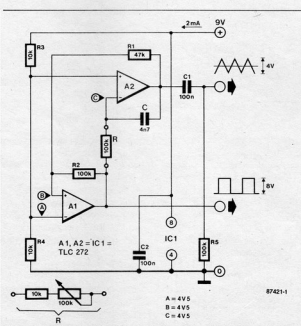 2mA
9V
+
R3
10k
R1
47k
4V
+
A2
−
C
C1
100n
C
4n7
R
100k
R2
100k
B
A
+
A1
−
8V
8
IC1
4
A1, A2 = IC1 =
TLC 272
R4
10k
C2
100n
R5
100k
0
87421-1
10k
100k
R
A = 4V5
B = 4V5
C = 4V5